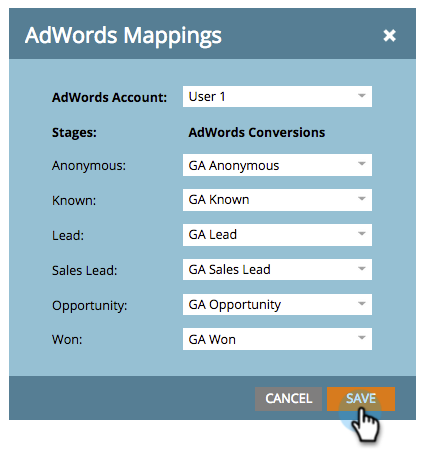 AdWords Mappings
AdWords Account: User 1
Stages: AdWords Conversions
Anonymous: GA Anonymous
Known: GA Known
Lead: GA Lead
Sales Lead: GA Sales Lead
Opportunity: GA Opportunity
Won: GA Won
CANCEL SAVE